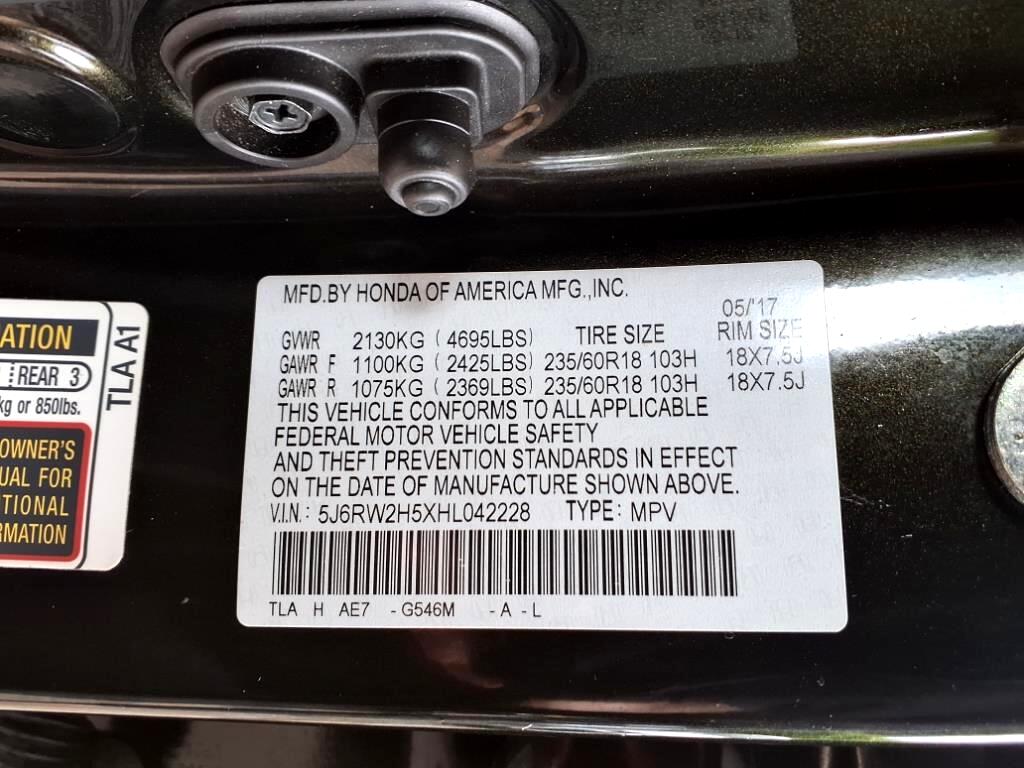 MFD.BY HONDA OF AMERICA MFG.,INC.
05/'17
GVWR 2130KG ( 4695LBS) TIRE SIZE RIM SIZE
GAWR F 1100KG ( 2425LBS) 235/60R18 103H 18X7.5J
GAWR R 1075KG ( 2369LBS) 235/60R18 103H 18X7.5J
THIS VEHICLE CONFORMS TO ALL APPLICABLE
FEDERAL MOTOR VEHICLE SAFETY
AND THEFT PREVENTION STANDARDS IN EFFECT
ON THE DATE OF MANUFACTURE SHOWN ABOVE.
V.I.N.: 5J6RW2H5XHL042228 TYPE: MPV
TLA H AE7 - G546M - A - L
ATION
REAR 3
kg or 850lbs.
OWNER'S
UAL FOR
TIONAL
RMATION
TLA A1